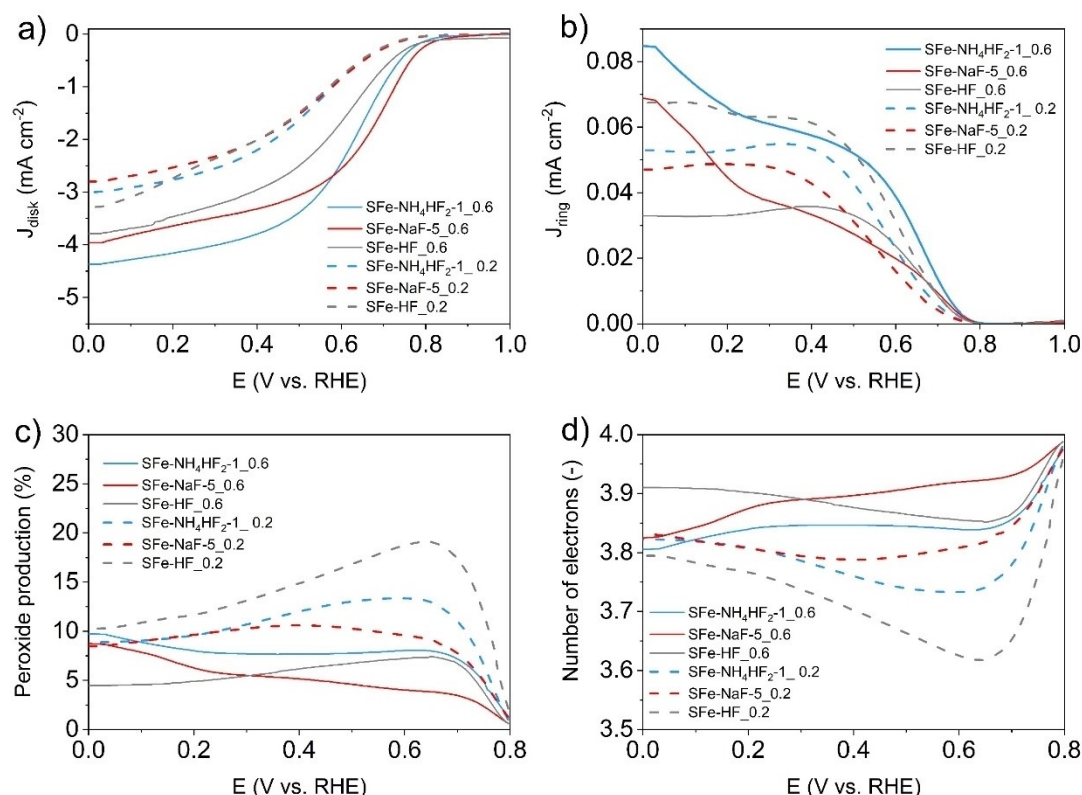 a)
0
-1
-2
-3
-4
-5
J_disk (mA cm⁻²)
SFe-NH₄HF₂-1_0.6
SFe-NaF-5_0.6
SFe-HF_0.6
SFe-NH₄HF₂-1_ 0.2
SFe-NaF-5_0.2
SFe-HF_0.2
0.0 0.2 0.4 0.6 0.8 1.0
E (V vs. RHE)
b)
0.08
0.06
0.04
0.02
0.00
J_ring (mA cm⁻²)
SFe-NH₄HF₂-1_0.6
SFe-NaF-5_0.6
SFe-HF_0.6
SFe-NH₄HF₂-1_ 0.2
SFe-NaF-5_0.2
SFe-HF_0.2
0.0 0.2 0.4 0.6 0.8 1.0
E (V vs. RHE)
c)
30
25
20
15
10
5
0
Peroxide production (%)
SFe-NH₄HF₂-1_0.6
SFe-NaF-5_0.6
SFe-HF_0.6
SFe-NH₄HF₂-1_ 0.2
SFe-NaF-5_0.2
SFe-HF_0.2
0.0 0.2 0.4 0.6 0.8
E (V vs. RHE)
d)
4.0
3.9
3.8
3.7
3.6
3.5
Number of electrons (-)
SFe-NH₄HF₂-1_0.6
SFe-NaF-5_0.6
SFe-HF_0.6
SFe-NH₄HF₂-1_ 0.2
SFe-NaF-5_0.2
SFe-HF_0.2
0.0 0.2 0.4 0.6 0.8
E (V vs. RHE)